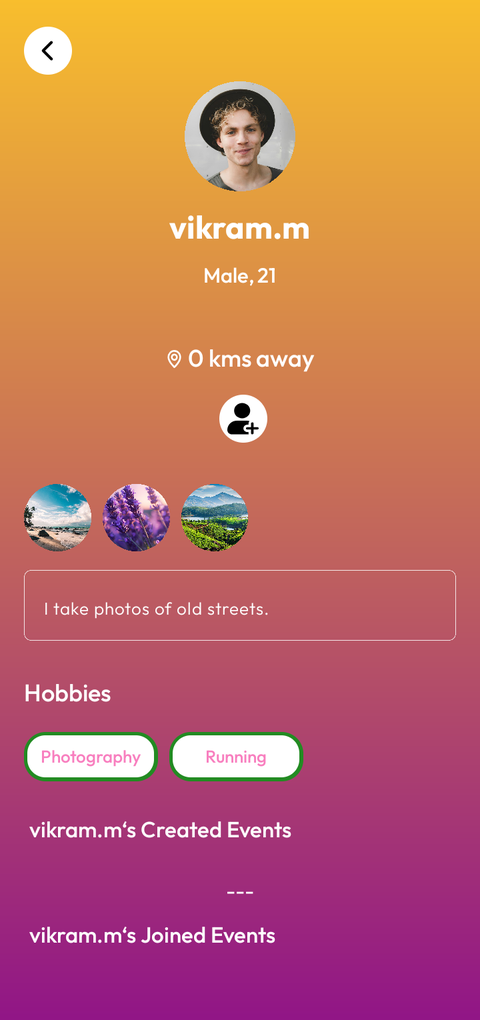 vikram.m
Male, 21
0 kms away
I take photos of old streets.
Hobbies
Photography
Running
vikram.m‘s Created Events
---
vikram.m‘s Joined Events